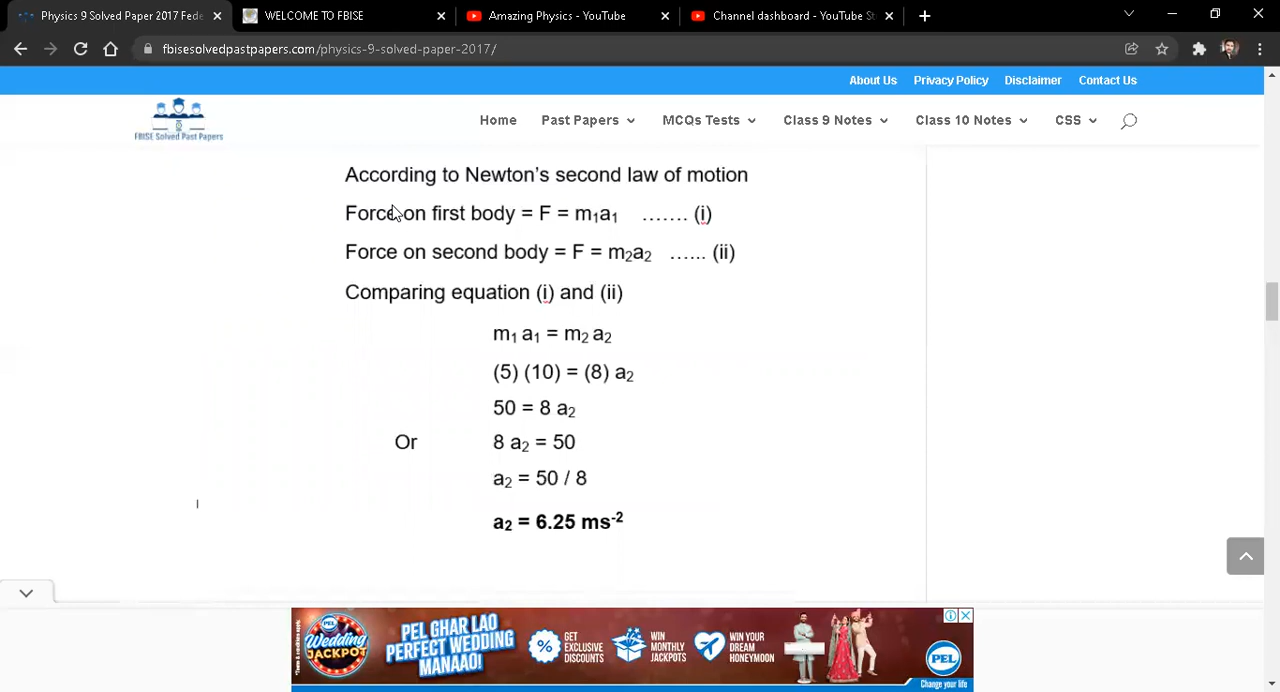 Physics 9 Solved Paper 2017 Fede
WELCOME TO FBISE
Amazing Physics - YouTube
Channel dashboard - YouTube St
fbisesolvedpastpapers.com/physics-9-solved-paper-2017/
About Us Privacy Policy Disclaimer Contact Us
FBISE Solved Past Papers
Home Past Papers MCQs Tests Class 9 Notes Class 10 Notes CSS
According to Newton's second law of motion
Force on first body = F = m₁a₁ ……. (i)
Force on second body = F = m₂a₂ …... (ii)
Comparing equation (i) and (ii)
m₁ a₁ = m₂ a₂
(5) (10) = (8) a₂
50 = 8 a₂
Or 8 a₂ = 50
a₂ = 50 / 8
a₂ = 6.25 ms⁻²
PEL
Wedding
JACKPOT
PEL GHAR LAO
PERFECT WEDDING
MANAAO!
% GET
EXCLUSIVE
DISCOUNTS
WIN
MONTHLY
JACKPOTS
WIN YOUR
DREAM
HONEYMOON
PEL
Change your life